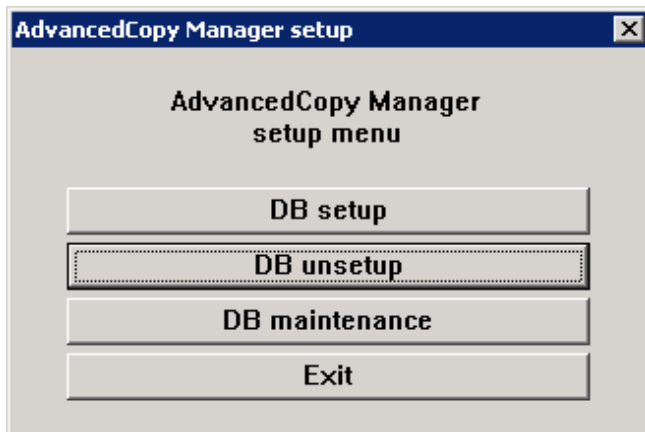 AdvancedCopy Manager setup
AdvancedCopy Manager
setup menu
DB setup
DB unsetup
DB maintenance
Exit